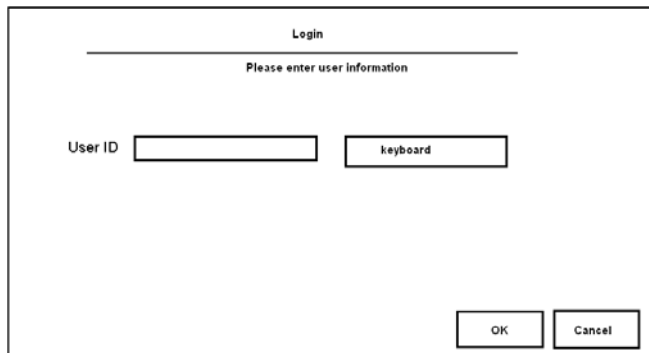 Login
Please enter user information
User ID
keyboard
OK
Cancel